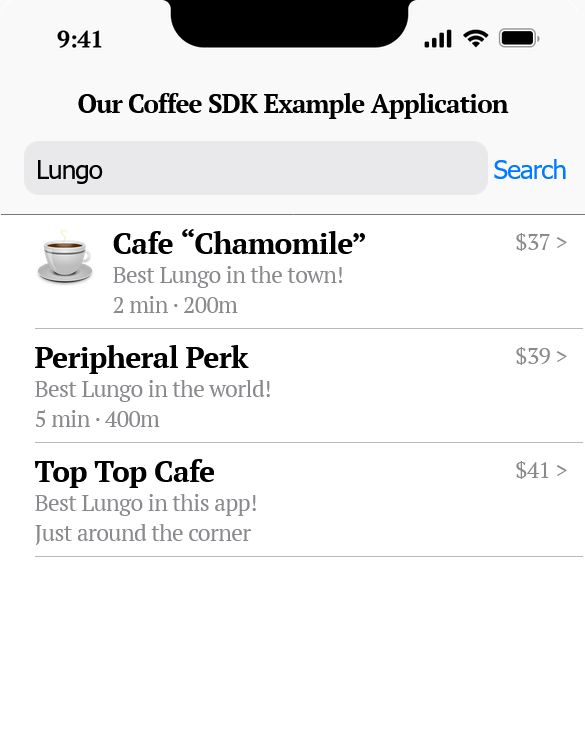 9:41
Our Coffee SDK Example Application
Lungo Search
Cafe “Chamomile” $37 >
Best Lungo in the town!
2 min · 200m
Peripheral Perk $39 >
Best Lungo in the world!
5 min · 400m
Top Top Cafe $41 >
Best Lungo in this app!
Just around the corner